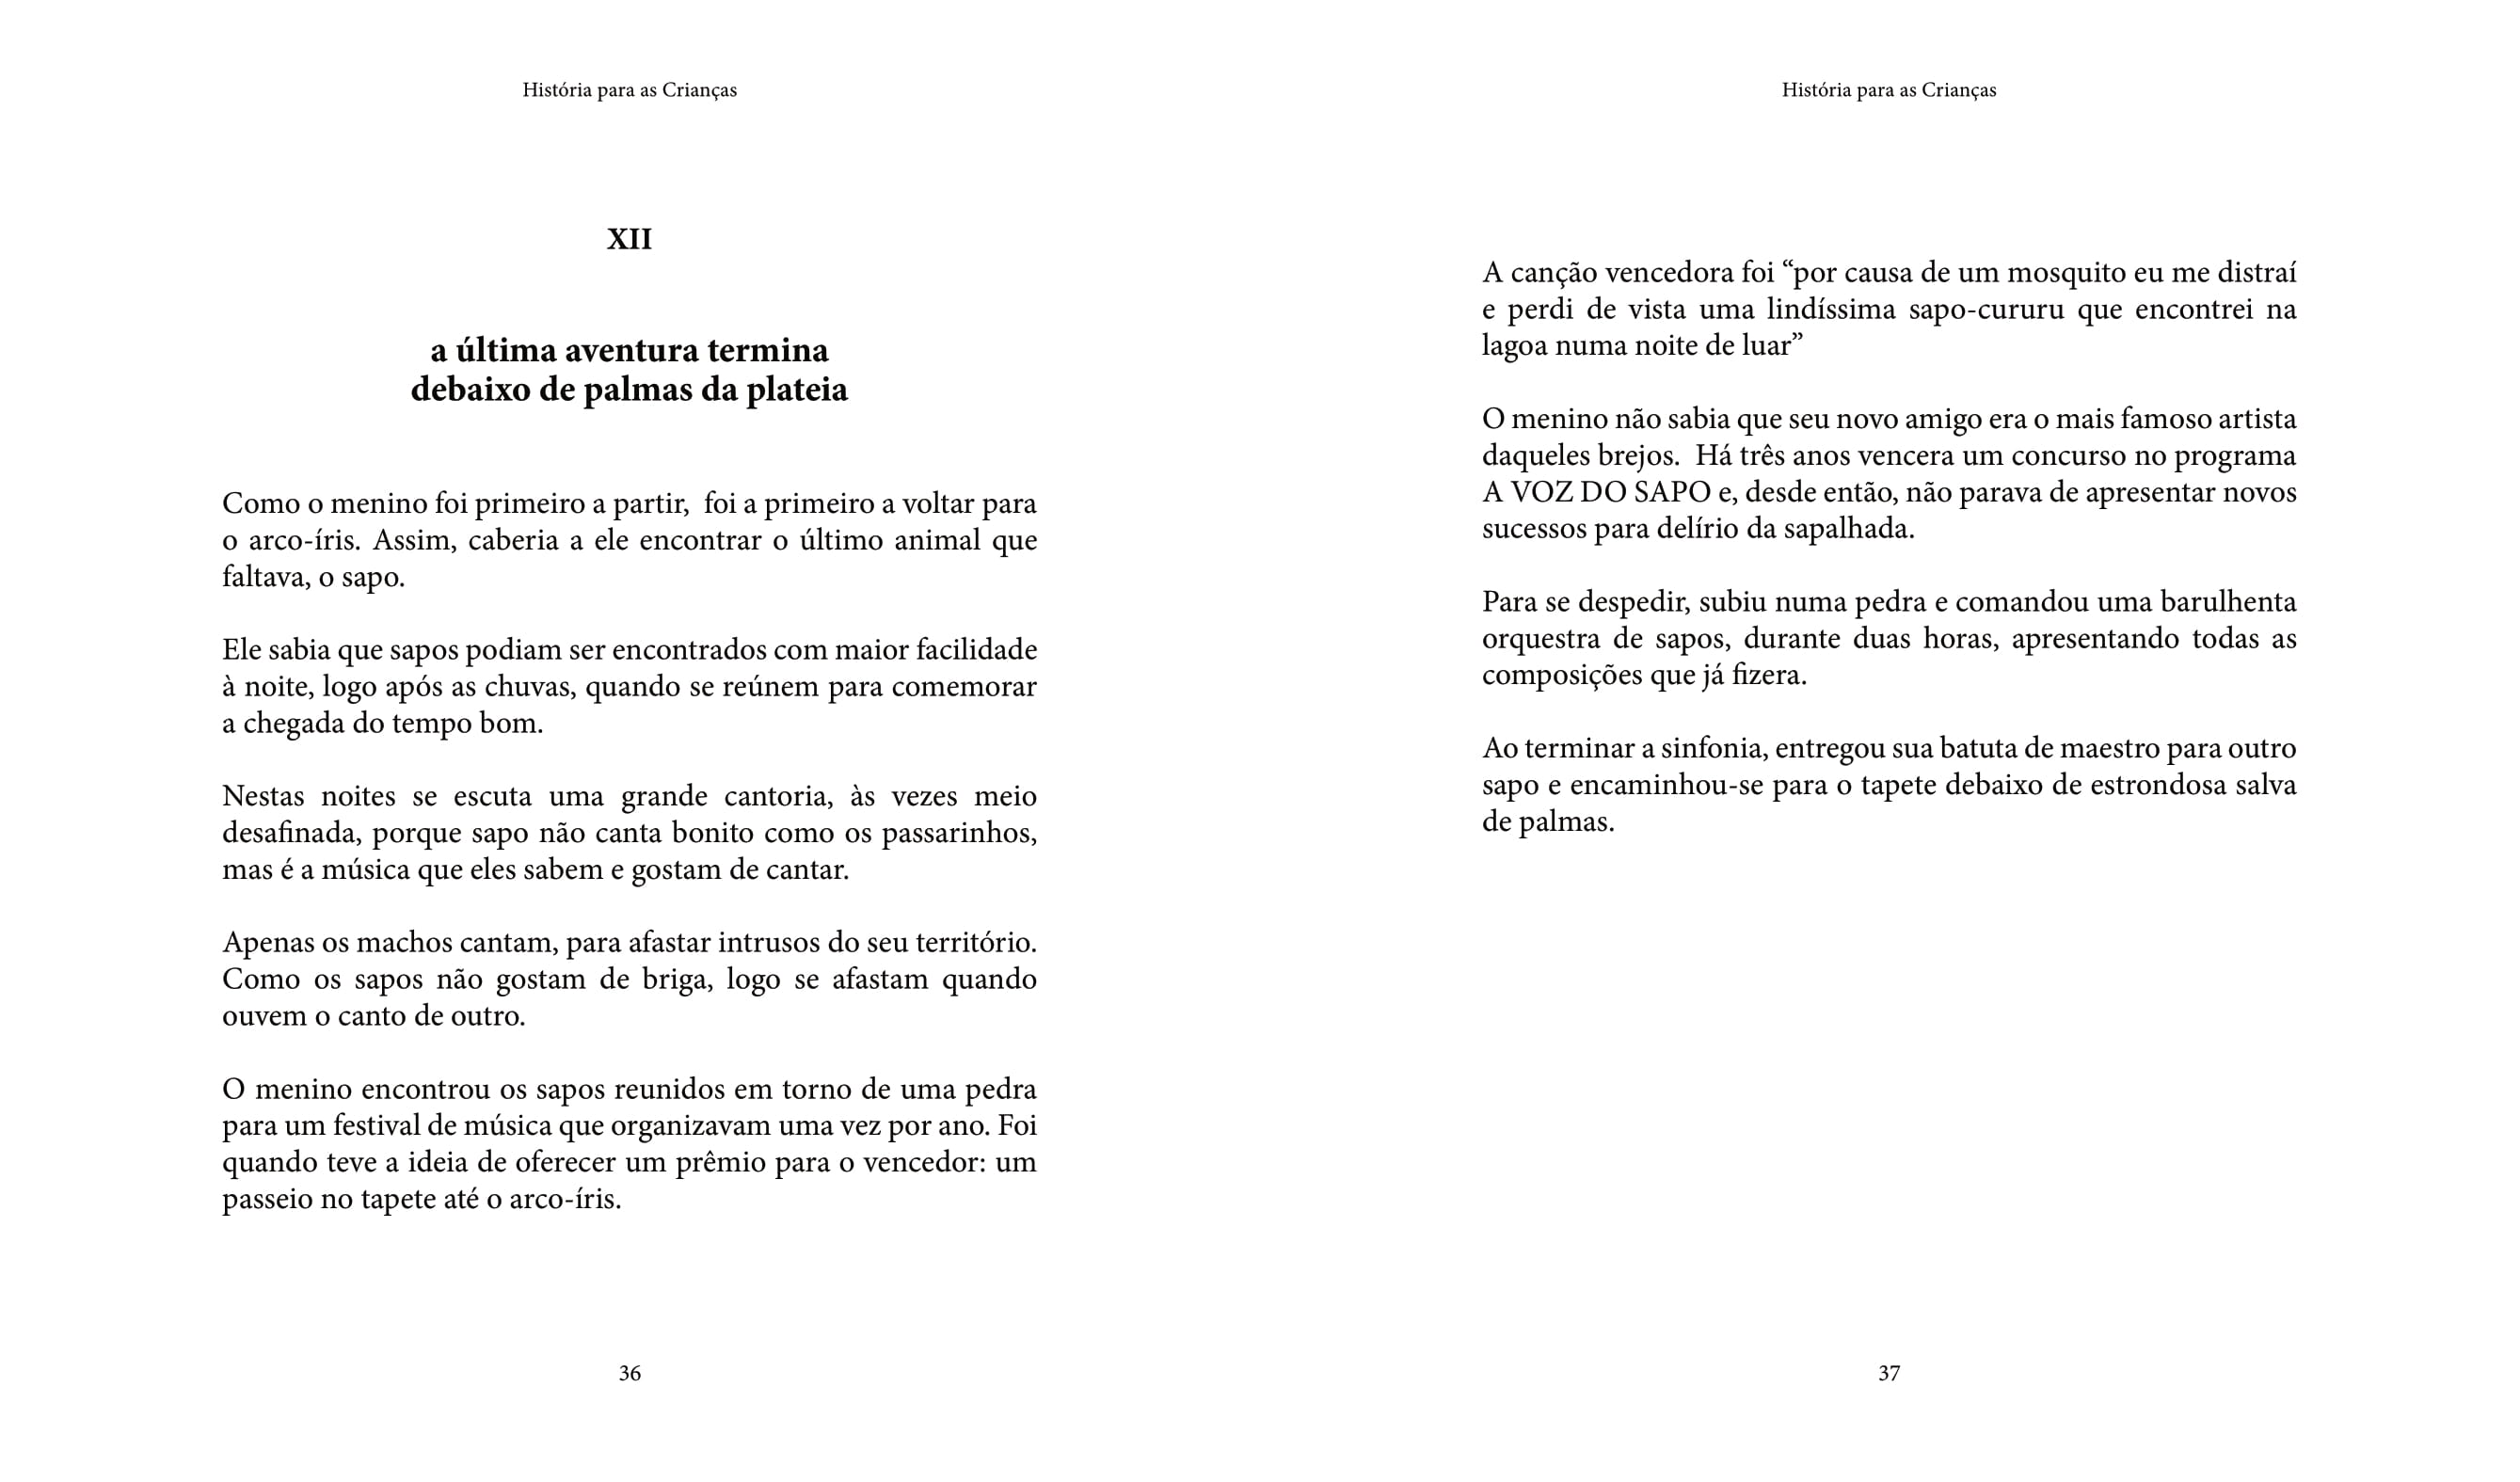 História para as Crianças
XII
a última aventura termina
debaixo de palmas da plateia
Como o menino foi primeiro a partir,  foi a primeiro a voltar para
o arco-íris. Assim, caberia a ele encontrar o último animal que
faltava, o sapo.
Ele sabia que sapos podiam ser encontrados com maior facilidade
à noite, logo após as chuvas, quando se reúnem para comemorar
a chegada do tempo bom.
Nestas noites se escuta uma grande cantoria, às vezes meio
desafinada, porque sapo não canta bonito como os passarinhos,
mas é a música que eles sabem e gostam de cantar.
Apenas os machos cantam, para afastar intrusos do seu território.
Como os sapos não gostam de briga, logo se afastam quando
ouvem o canto de outro.
O menino encontrou os sapos reunidos em torno de uma pedra
para um festival de música que organizavam uma vez por ano. Foi
quando teve a ideia de oferecer um prêmio para o vencedor: um
passeio no tapete até o arco-íris.
36
História para as Crianças
A canção vencedora foi “por causa de um mosquito eu me distraí
e perdi de vista uma lindíssima sapo-cururu que encontrei na
lagoa numa noite de luar”
O menino não sabia que seu novo amigo era o mais famoso artista
daqueles brejos.  Há três anos vencera um concurso no programa
A VOZ DO SAPO e, desde então, não parava de apresentar novos
sucessos para delírio da sapalhada.
Para se despedir, subiu numa pedra e comandou uma barulhenta
orquestra de sapos, durante duas horas, apresentando todas as
composições que já fizera.
Ao terminar a sinfonia, entregou sua batuta de maestro para outro
sapo e encaminhou-se para o tapete debaixo de estrondosa salva
de palmas.
37